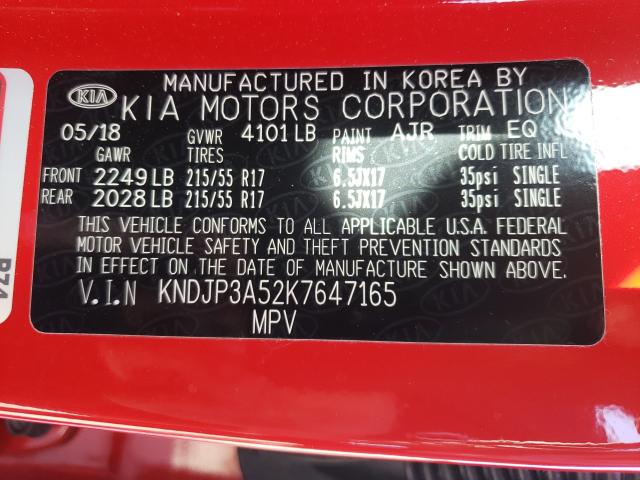 MANUFACTURED IN KOREA BY
KIA KIA MOTORS CORPORATION
05/18 GVWR 4101 LB PAINT AJR TRIM EQ
GAWR TIRES RIMS COLD TIRE INFL
FRONT 2249 LB 215/55 R17 6.5JX17 35psi SINGLE
REAR 2028 LB 215/55 R17 6.5JX17 35psi SINGLE
THIS VEHICLE CONFORMS TO ALL APPLICABLE U.S.A. FEDERAL
MOTOR VEHICLE SAFETY AND THEFT PREVENTION STANDARDS
IN EFFECT ON THE DATE OF MANUFACTURE SHOWN ABOVE.
V.I.N KNDJP3A52K7647165
MPV